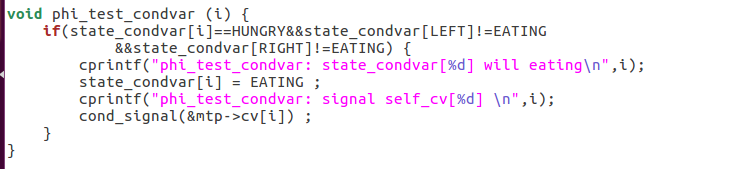 void phi_test_condvar (i) {
    if(state_condvar[i]==HUNGRY&&state_condvar[LEFT]!=EATING
            &&state_condvar[RIGHT]!=EATING) {
        cprintf("phi_test_condvar: state_condvar[%d] will eating\n",i);
        state_condvar[i] = EATING ;
        cprintf("phi_test_condvar: signal self_cv[%d] \n",i);
        cond_signal(&mtp->cv[i]) ;
    }
}